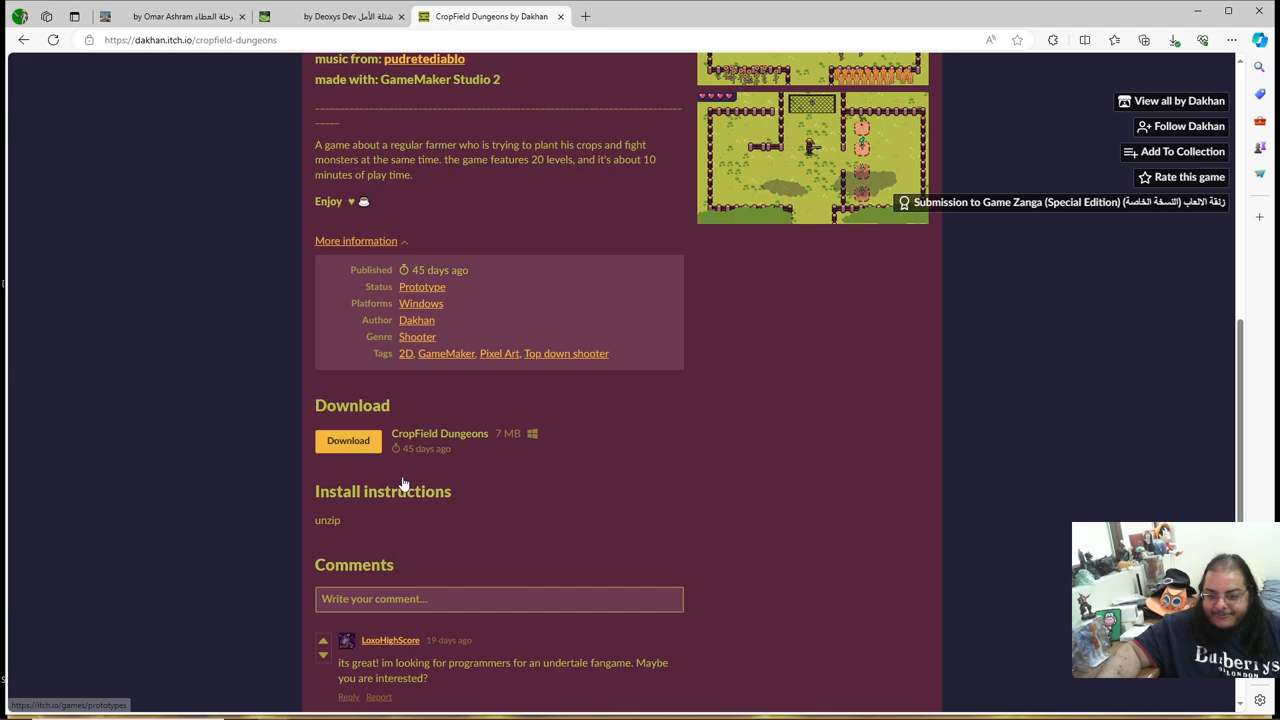 رحلة العطاء by Omar Ashram
شتلة الأمل by Deoxys Dev
CropField Dungeons by Dakhan
https://dakhan.itch.io/cropfield-dungeons
music from: pudretediablo
made with: GameMaker Studio 2
A game about a regular farmer who is trying to plant his crops and fight
monsters at the same time. the game features 20 levels, and it's about 10
minutes of play time.
Enjoy ♥ ☕
More information
Published 45 days ago
Status Prototype
Platforms Windows
Author Dakhan
Genre Shooter
Tags 2D, GameMaker, Pixel Art, Top down shooter
Download
Download CropField Dungeons 7 MB
45 days ago
Install instructions
unzip
Comments
Write your comment...
LoxoHighScore 19 days ago
its great! im looking for programmers for an undertale fangame. Maybe
you are interested?
Reply Report
View all by Dakhan
Follow Dakhan
Add To Collection
Rate this game
Submission to Game Zanga (Special Edition) زنقة الالعاب (النسخة الخاصة)
https://itch.io/games/prototypes
Burberrys
OF LONDON